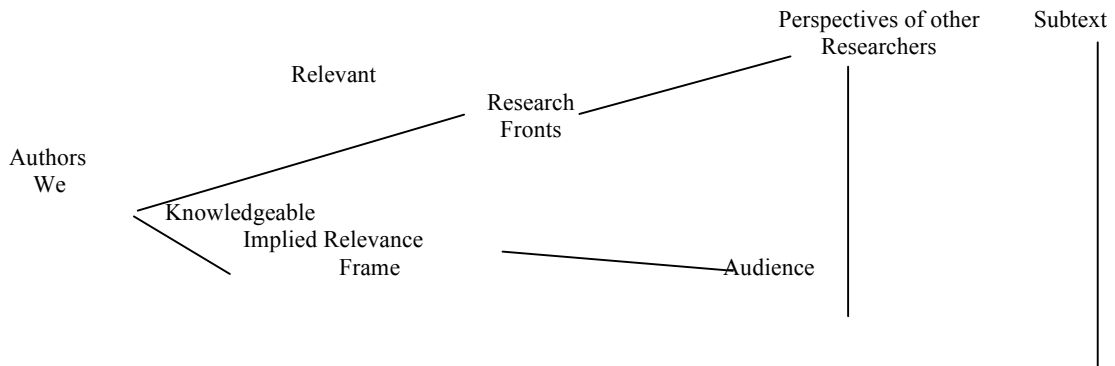 Perspectives of other
Researchers
Subtext
Relevant
Research
Fronts
Authors
We
Knowledgeable
Implied Relevance
Frame
Audience